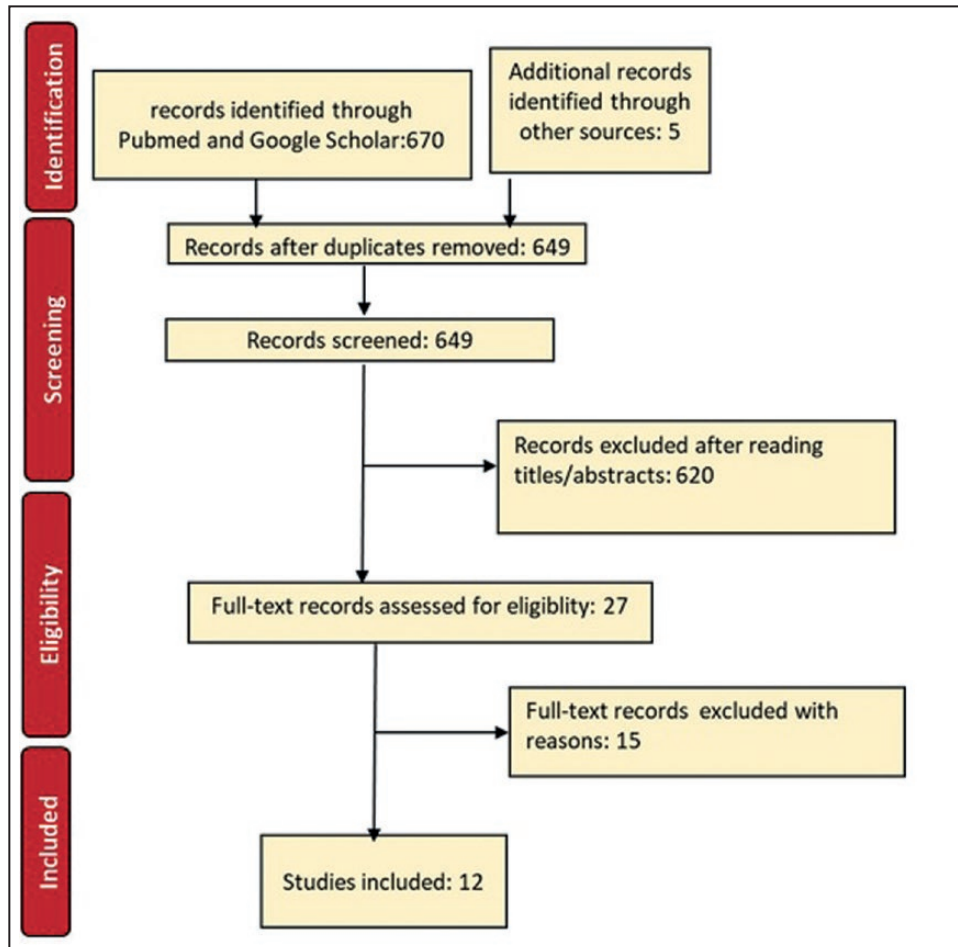 Identification
records identified through
Pubmed and Google Scholar:670
Additional records
identified through
other sources: 5
Screening
Records after duplicates removed: 649
Records screened: 649
Records excluded after reading
titles/abstracts: 620
Eligibility
Full-text records assessed for eligiblity: 27
Full-text records excluded with
reasons: 15
Included
Studies included: 12